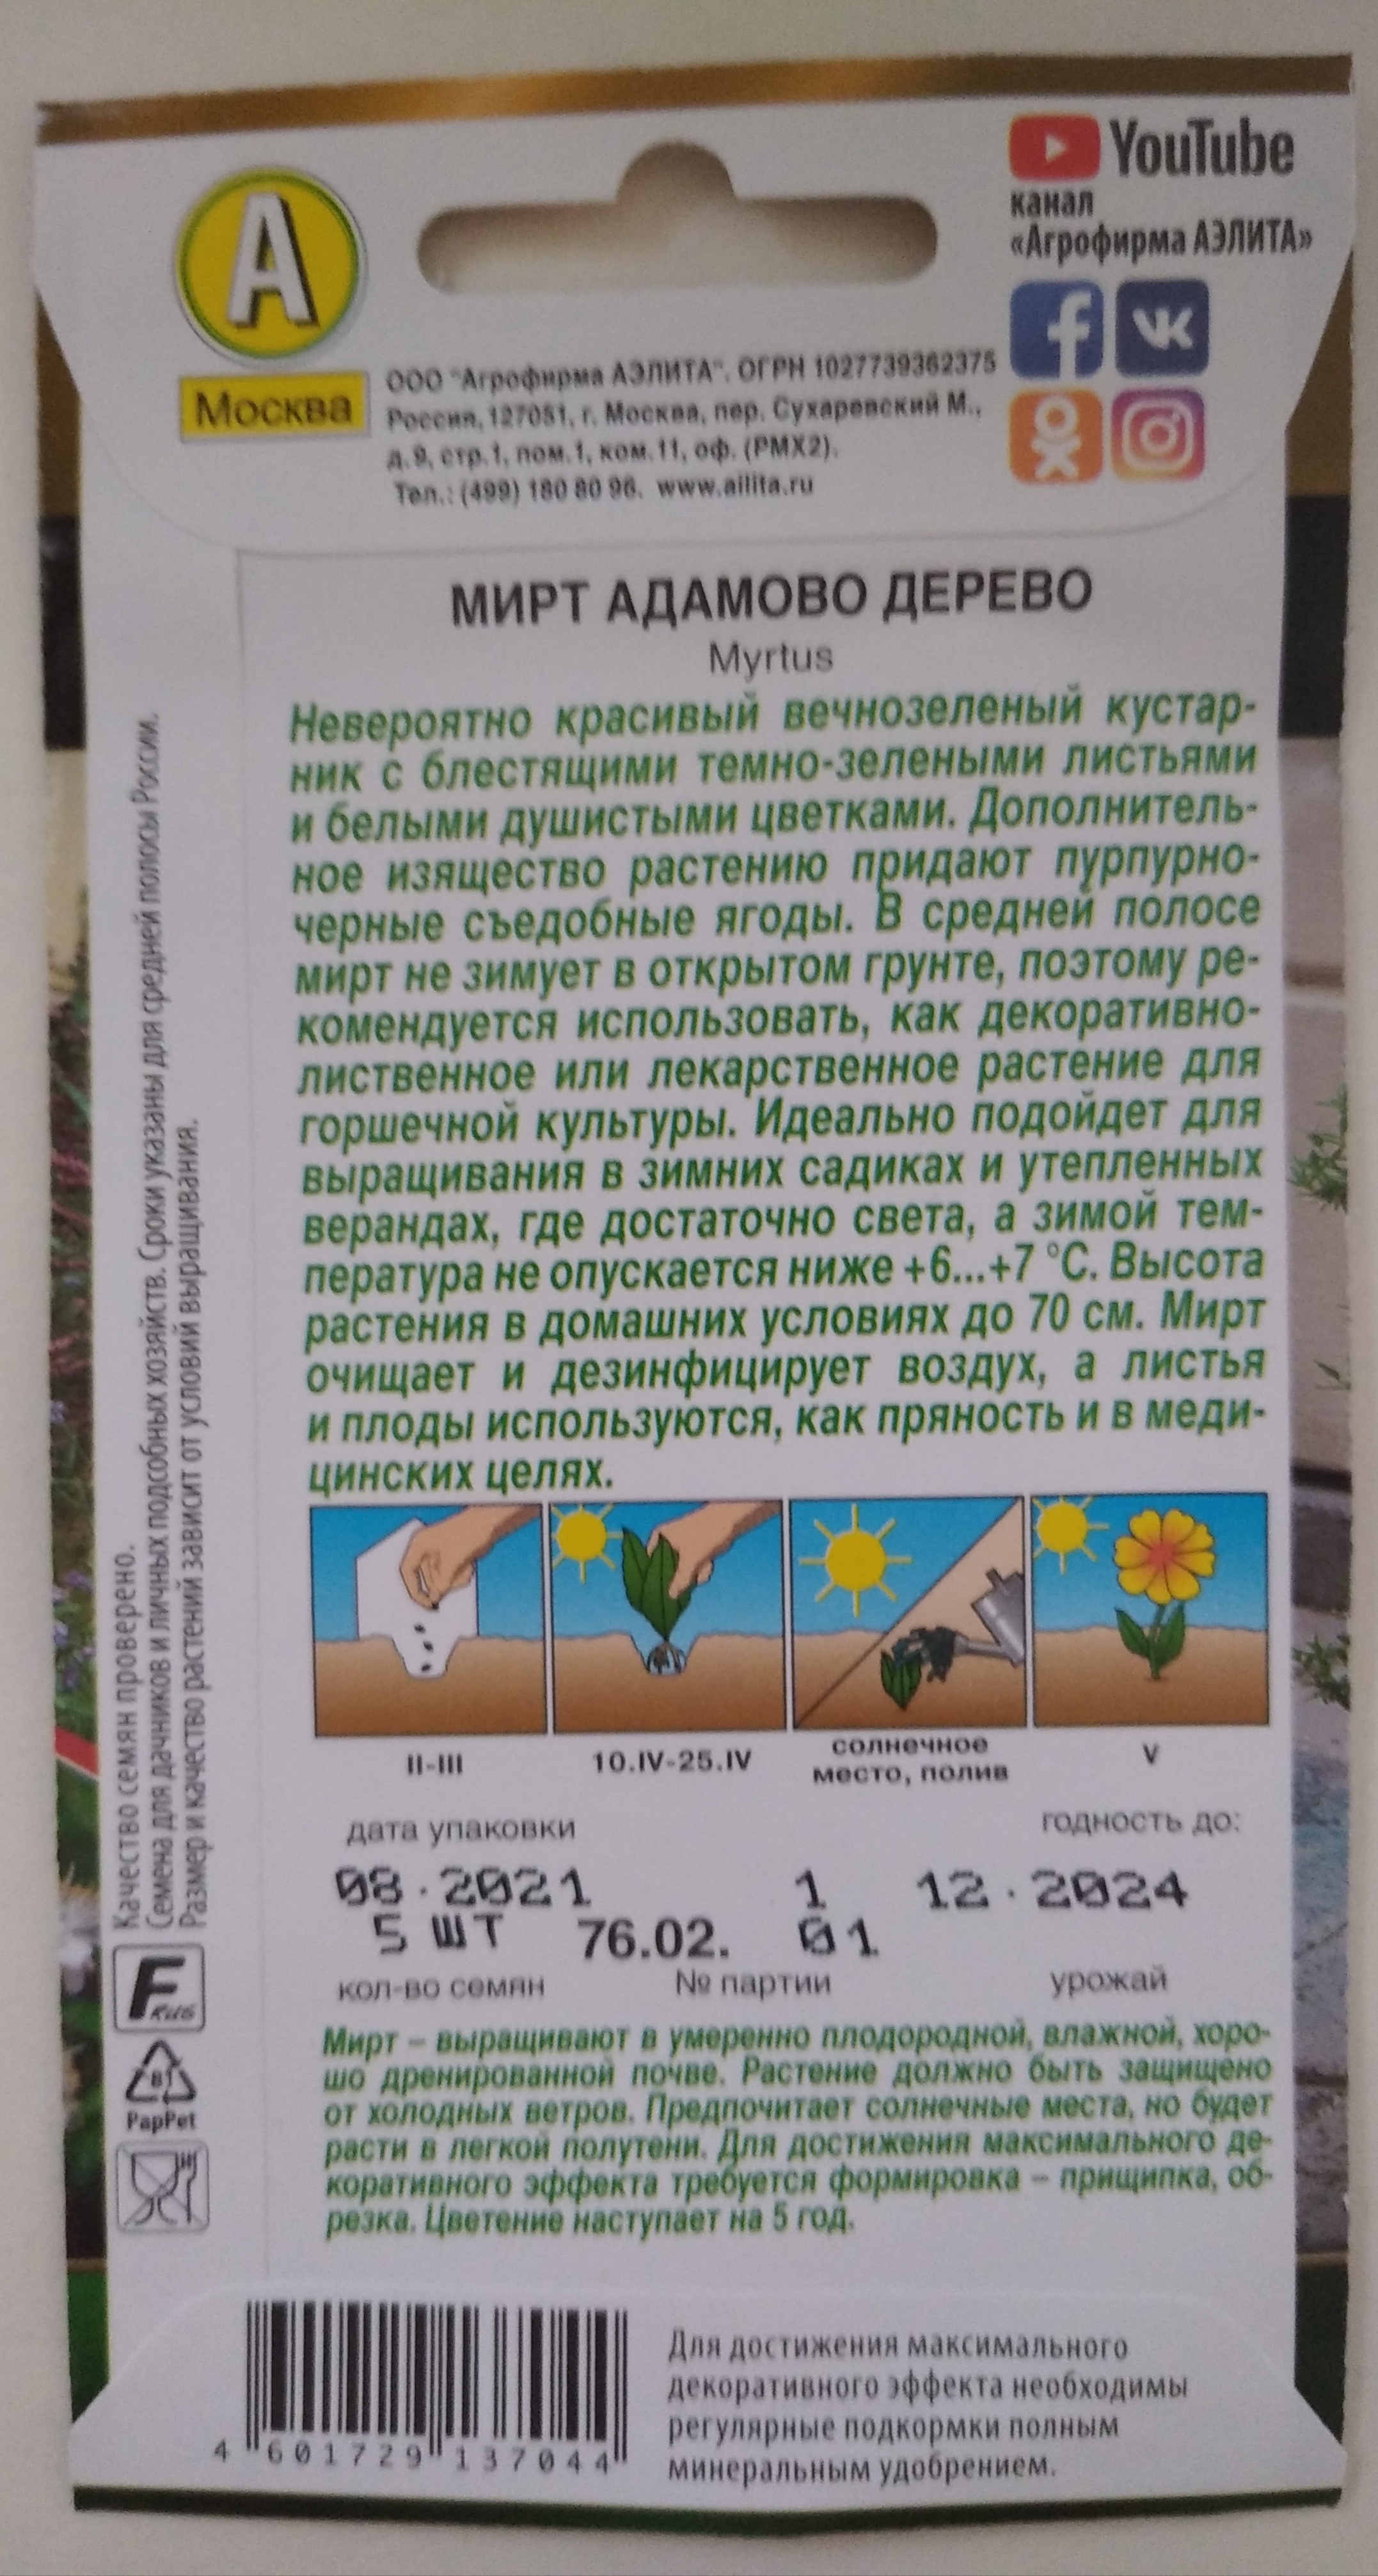 YouTube
канал
«Агрофирма АЭЛИТА»
А
Москва
ООО "Агрофирма АЭЛИТА". ОГРН 1027739362375
Россия, 127051, г. Москва, пер. Сухаревский М.,
д.9, стр.1, пом.1, ком.11, оф. (РМХ2).
Тел.: (499) 180 80 96. www.ailita.ru
МИРТ АДАМОВО ДЕРЕВО
Myrtus
Невероятно красивый вечнозеленый кустар-
ник с блестящими темно-зелеными листьями
и белыми душистыми цветками. Дополнитель-
ное изящество растению придают пурпурно-
черные съедобные ягоды. В средней полосе
мирт не зимует в открытом грунте, поэтому ре-
комендуется использовать, как декоративно-
лиственное или лекарственное растение для
горшечной культуры. Идеально подойдет для
выращивания в зимних садиках и утепленных
верандах, где достаточно света, а зимой тем-
пература не опускается ниже +6...+7 °С. Высота
растения в домашних условиях до 70 см. Мирт
очищает и дезинфицирует воздух, а листья
и плоды используются, как пряность и в меди-
цинских целях.
II-III
10.IV-25.IV
солнечное
место, полив
V
дата упаковки
годность до:
08.2021 1 12.2024
5 ШТ 76.02. 01
кол-во семян № партии урожай
Мирт – выращивают в умеренно плодородной, влажной, хоро-
шо дренированной почве. Растение должно быть защищено
от холодных ветров. Предпочитает солнечные места, но будет
расти в легкой полутени. Для достижения максимального де-
коративного эффекта требуется формировка – прищипка, об-
резка. Цветение наступает на 5 год.
Качество семян проверено.
Семена для дачников и личных подсобных хозяйств. Сроки указаны для средней полосы России.
Размер и качество растений зависит от условий выращивания.
F
Rus
81
PapPet
4 601729 137044
Для достижения максимального
декоративного эффекта необходимы
регулярные подкормки полным
минеральным удобрением.